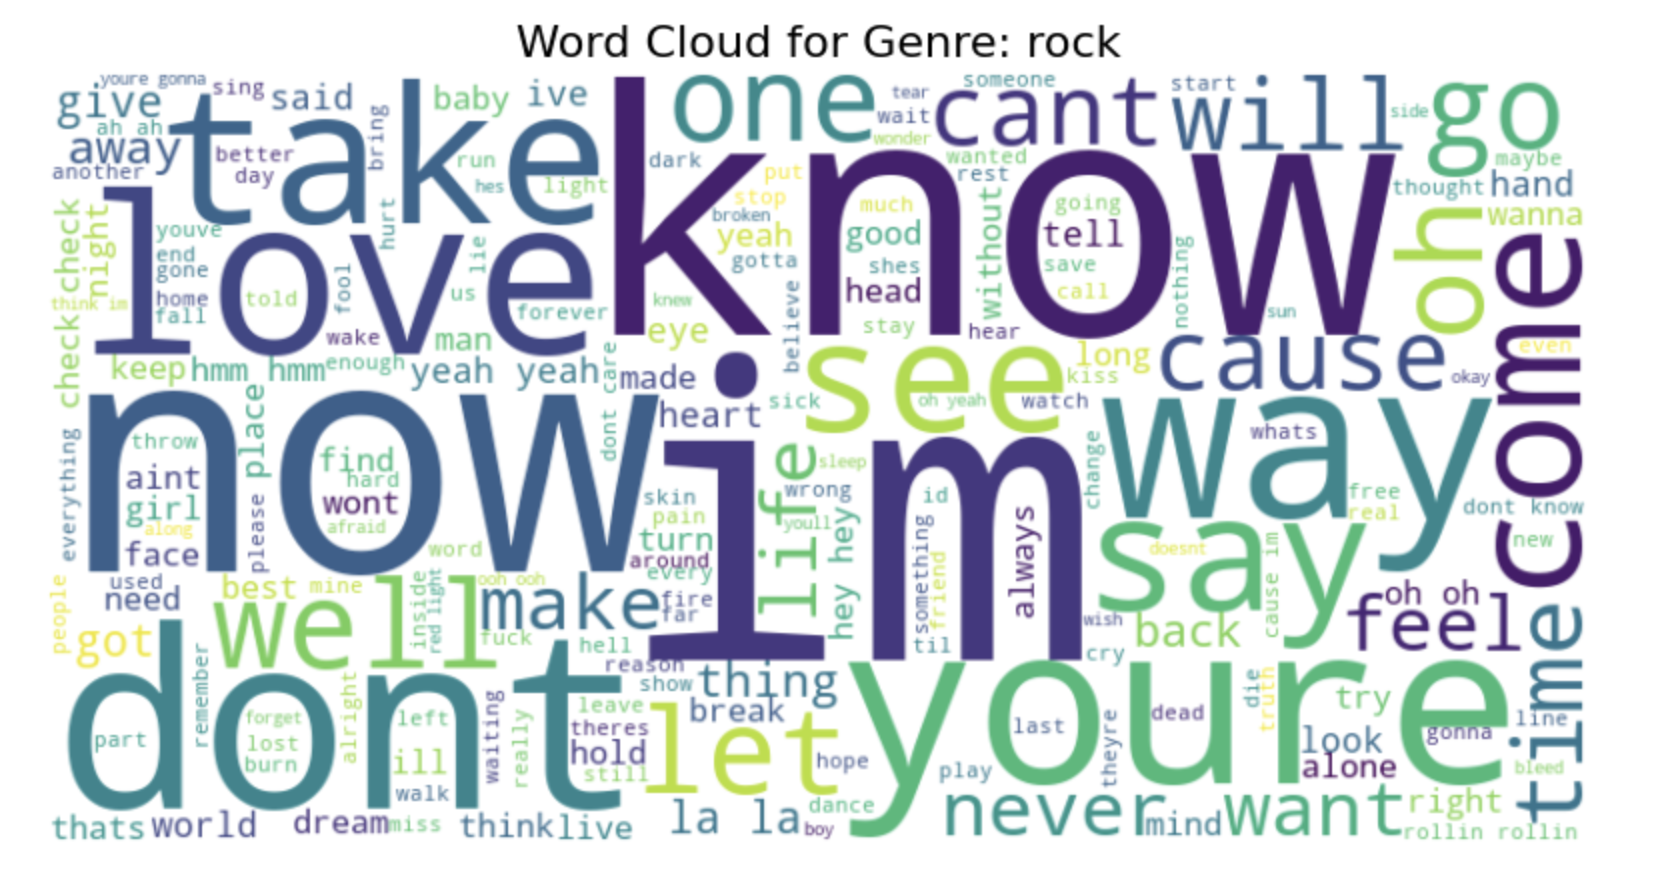 Word Cloud for Genre: rock
youre gonna
sing
said
baby
ive
one
tear
someone
cant
start
will
side
go
give
ah ah
take
bring
wait
wonder
away
better
run
dark
know
wanted
maybe
another
day
hes
light
put
rest
thought
hand
love
hurt
stop
much
going
wanna
check check
night
youve
lie
broken
yeah
good
without
tell
oh
come
end
gone
gotta
shes
save
nothing
think im
home
told
fool
us
forever
knew
believe
head
call
sun
fall
wake
man
eye
stay
hear
even
check
keep
hmm hmm
enough
yeah yeah
dont care
made
see
long
cause
kiss
okay
heart
sick
oh yeah
watch
now
im
way
whats
everything
throw
place
find
hard
life
sleep
change
aint
wont
skin
wrong
id
free
girl
pain
youll
always
real
dont know
along
afraid
please
turn
hey hey
something
friend
say
doesnt
new
face
word
around
cause im
people
used
best
mine
inside
red light
ooh ooh
every
need
well
make
fire
far
wish
oh oh
feel
time
got
fuck
hell
til
back
dont
remember
reason
cry
youre
show
thing
die
truth
try
part
forget
alright
left
waiting
really
leave
break
last
theyre
dead
line
lost
theres
let
look
gonna
burn
ill
hold
hope
alone
still
play
bleed
walk
dance
never
want
right
thats
world
dream
miss
think
live
la la
boy
mind
rollin rollin